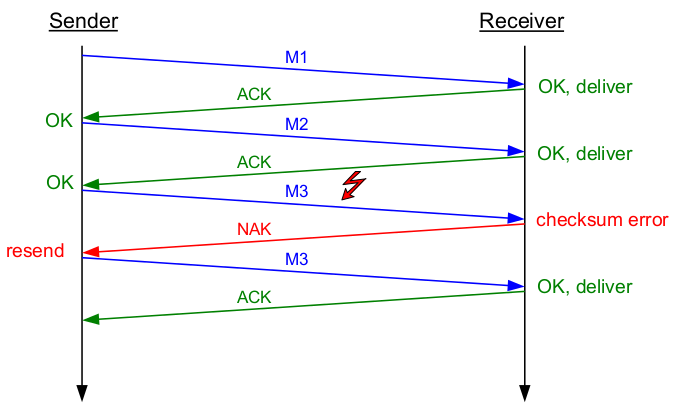 Sender
Receiver
M1
OK, deliver
ACK
OK
M2
OK, deliver
ACK
OK
M3
checksum error
NAK
resend
M3
OK, deliver
ACK